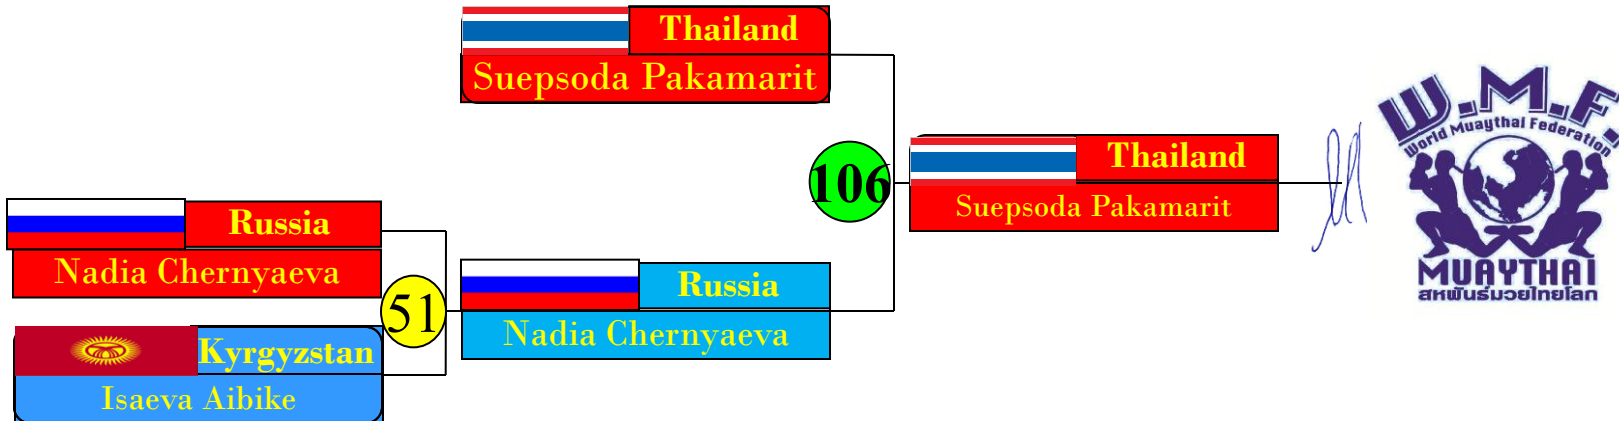 Thailand
Suepsoda Pakamarit
106
Thailand
Suepsoda Pakamarit
Russia
Nadia Chernyaeva
51
Kyrgyzstan
Isaeva Aibike
Russia
Nadia Chernyaeva
W.M.F.
World Muaythai Federation
MUAYTHAI
สหพันธ์มวยไทยโลก